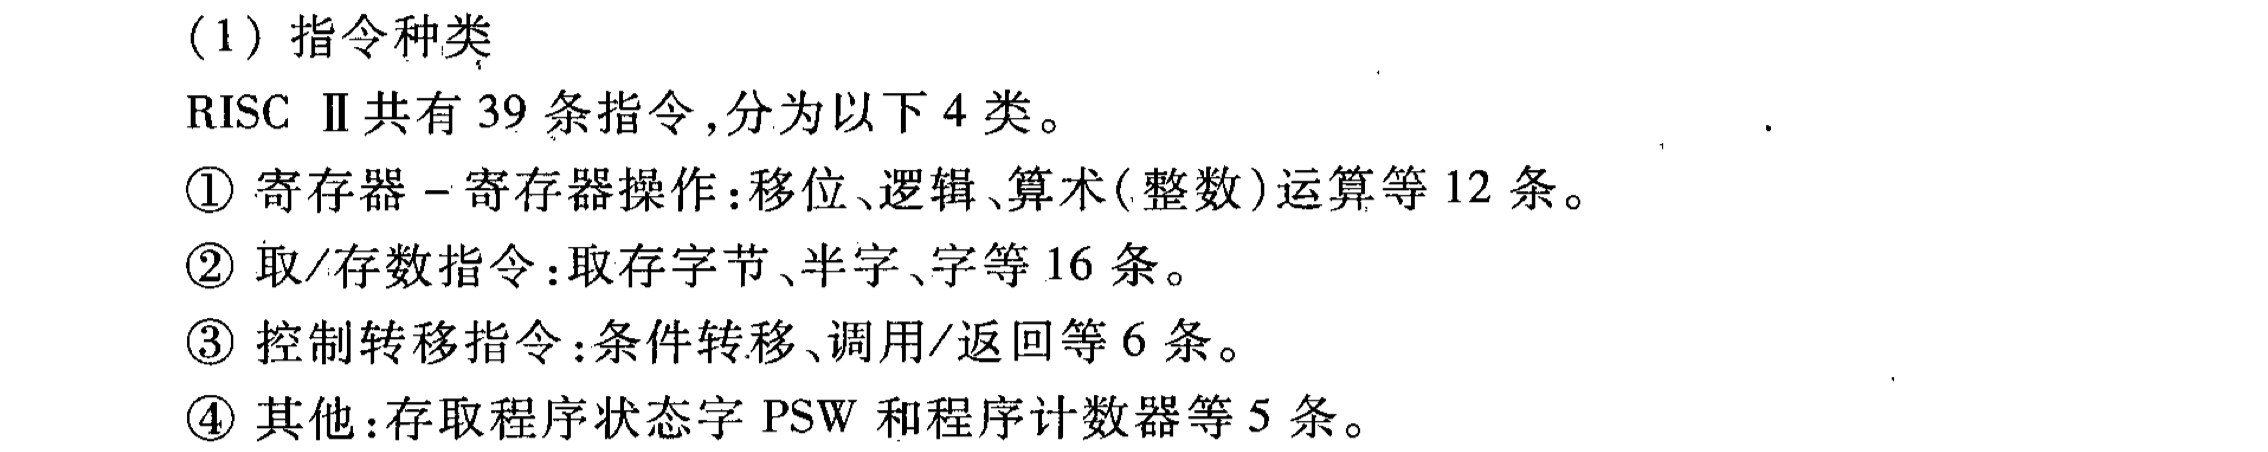 (1) 指令种类
RISC Ⅱ共有 39 条指令,分为以下 4 类。
① 寄存器－寄存器操作:移位、逻辑、算术(整数)运算等 12 条。
② 取/存数指令:取存字节、半字、字等 16 条。
③ 控制转移指令:条件转移、调用/返回等 6 条。
④ 其他:存取程序状态字 PSW 和程序计数器等 5 条。